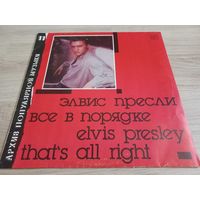 11
АРХИВ ПОПУЛЯРНОЙ МУЗЫКИ
элвис пресли
все в порядке
elvis presley
that's all right